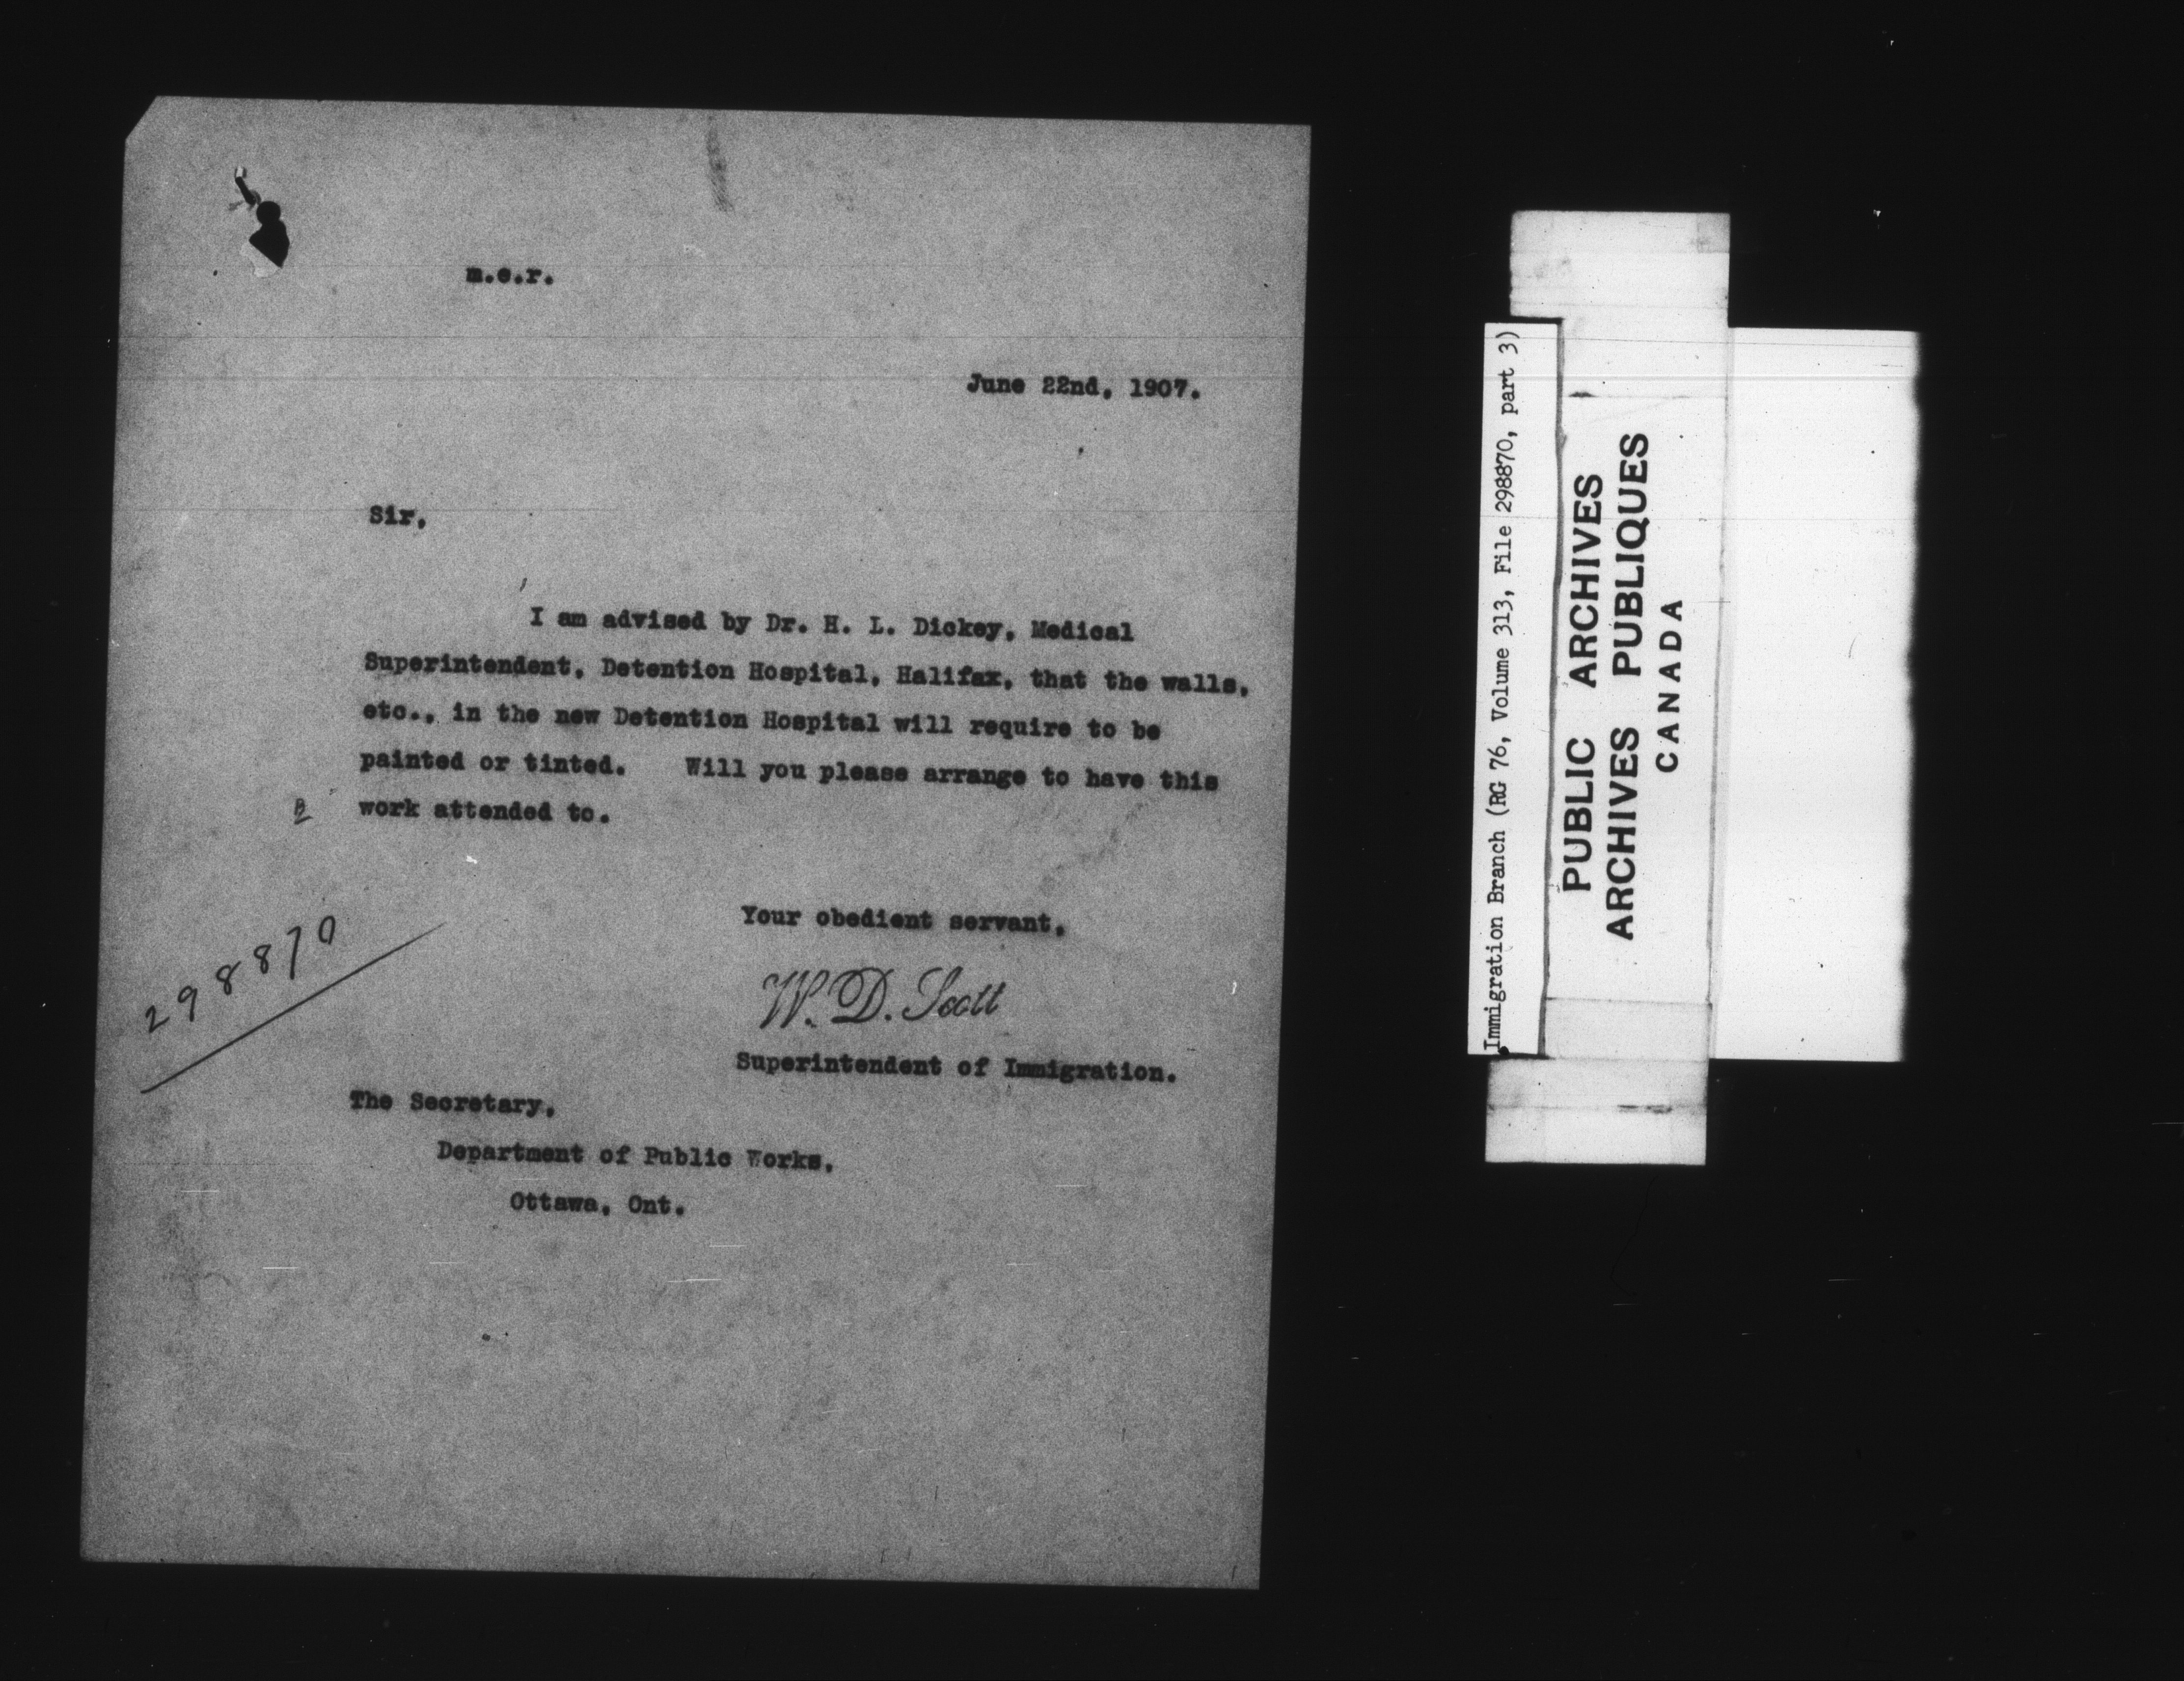 m.e.r.
June 22nd, 1907.
Sir,
I am advised by Dr. H. L. Dickey, Medical
Superintendent, Detention Hospital, Halifax, that the walls,
etc., in the new Detention Hospital will require to be
painted or tinted. Will you please arrange to have this
work attended to.
Your obedient servant,
W. D. Scott
Superintendent of Immigration.
298870
The Secretary,
Department of Public Works,
Ottawa, Ont.
Immigration Branch (RG 76, Volume 313, File 298870, part 3)
PUBLIC ARCHIVES
ARCHIVES PUBLIQUES
CANADA